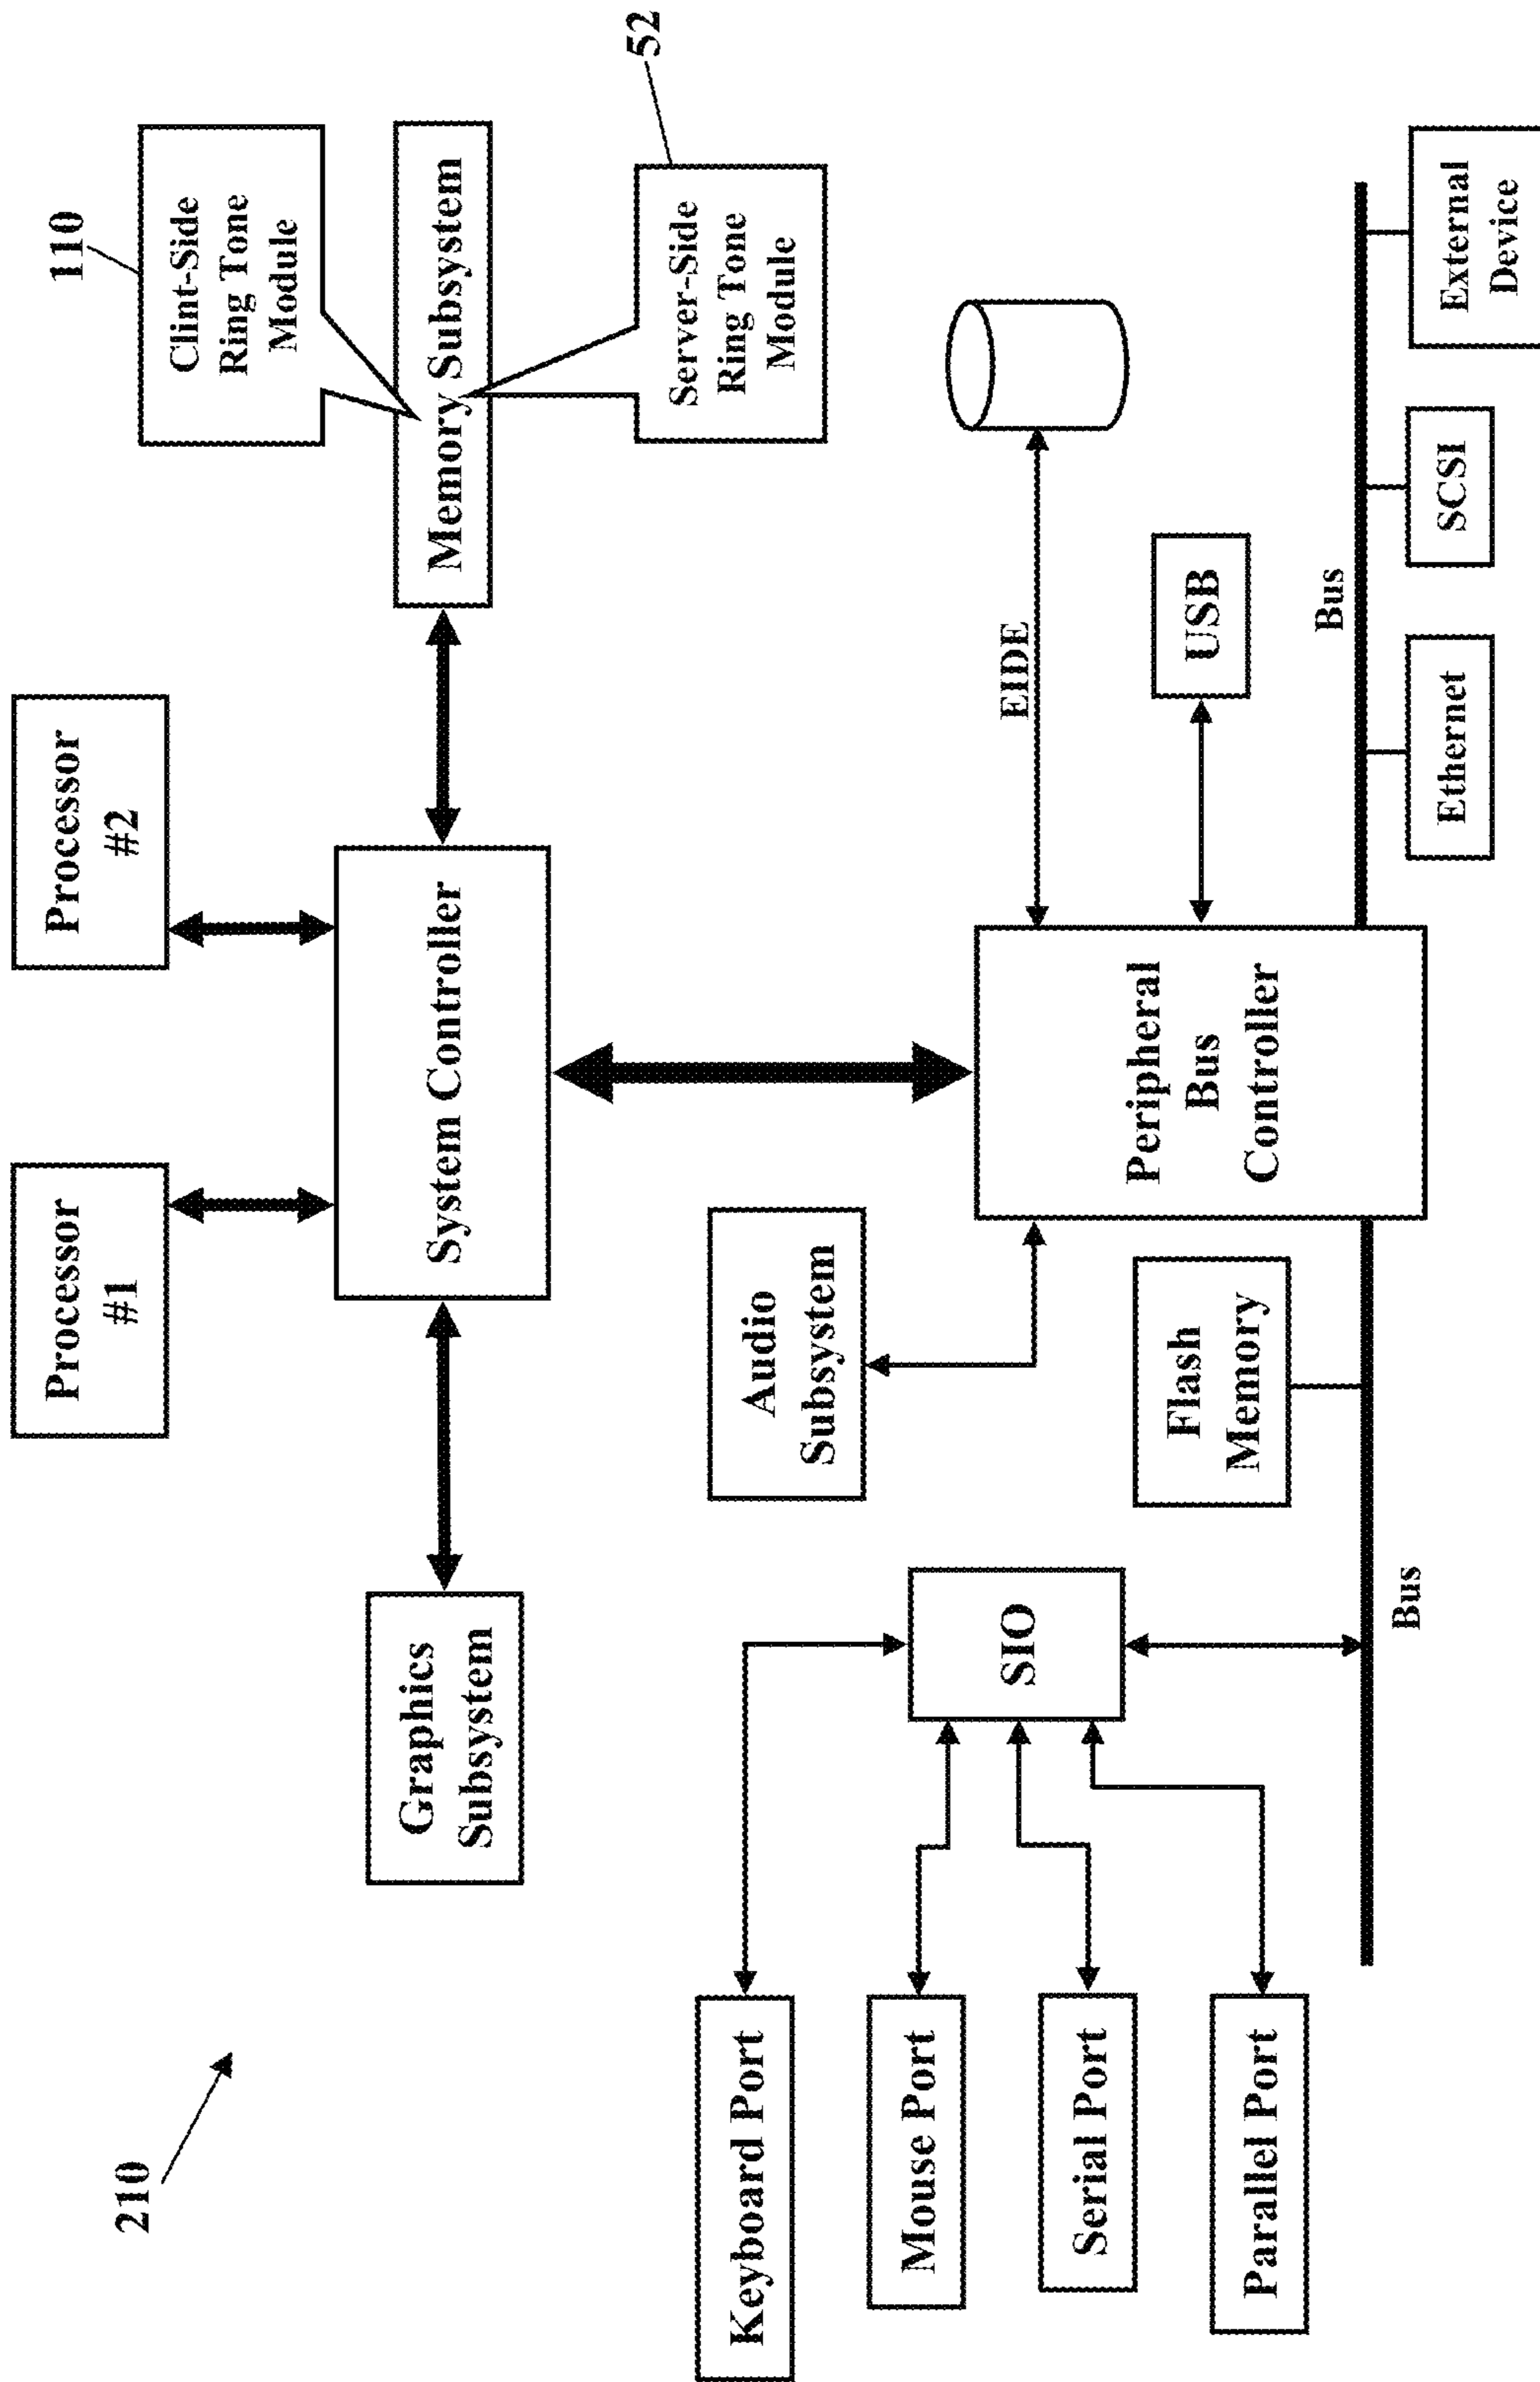 210
Processor
#1
Processor
#2
110
Clint-Side
Ring Tone
Module
Graphics
Subsystem
System Controller
Memory Subsystem
52
Server-Side
Ring Tone
Module
Audio
Subsystem
Keyboard Port
Mouse Port
Serial Port
Parallel Port
SIO
Flash
Memory
Peripheral
Bus
Controller
EIDE
USB
Bus
Bus
Ethernet
SCSI
External
Device